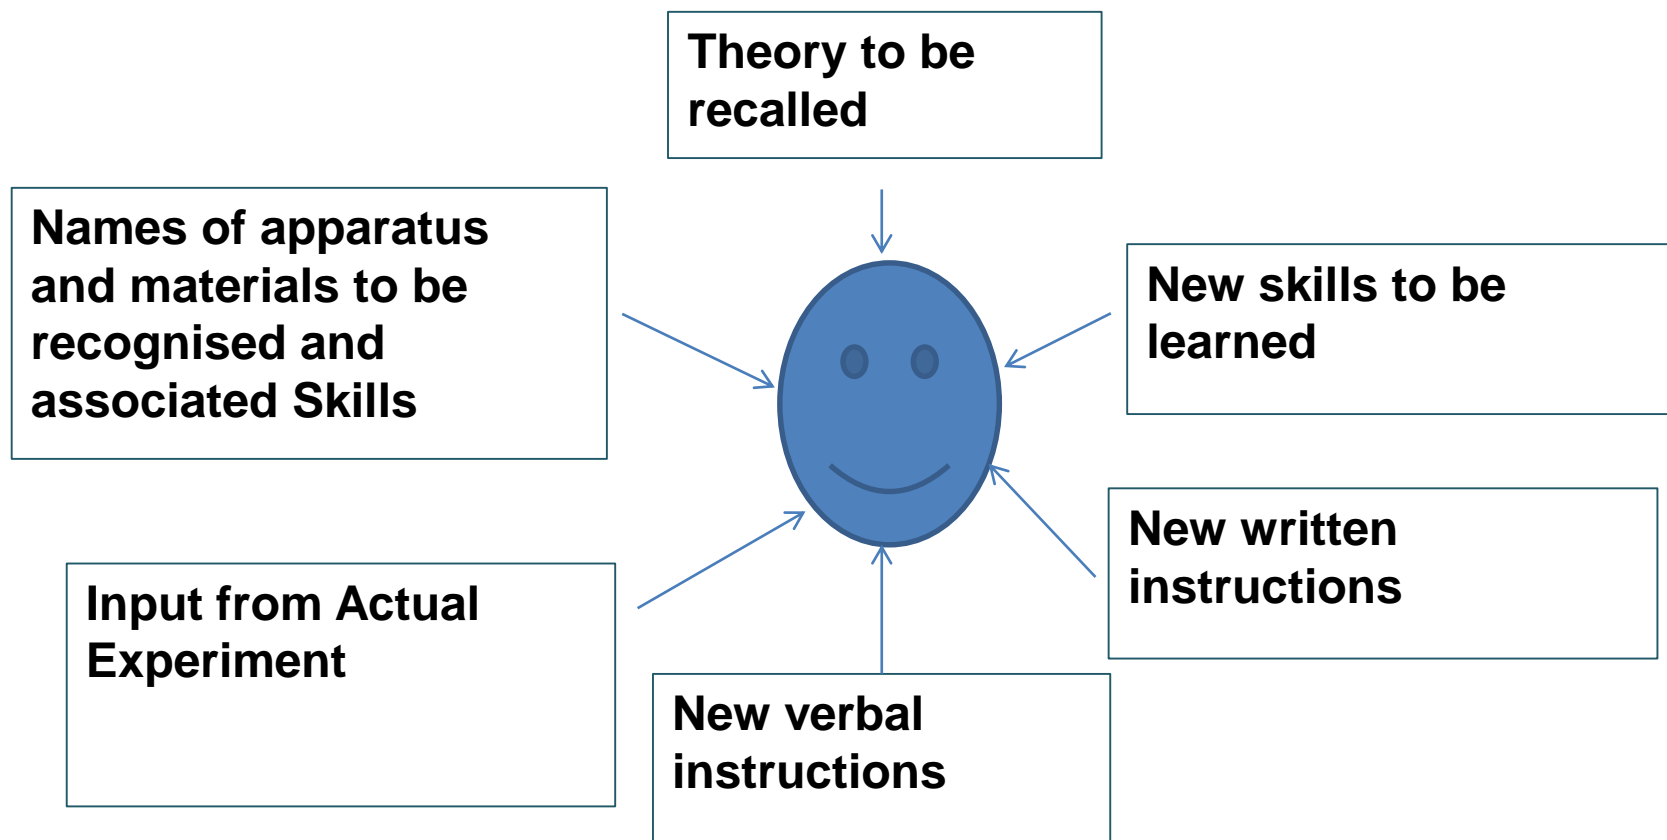 Theory to be
recalled
Names of apparatus
and materials to be
recognised and
associated Skills
New skills to be
learned
New written
instructions
Input from Actual
Experiment
New verbal
instructions